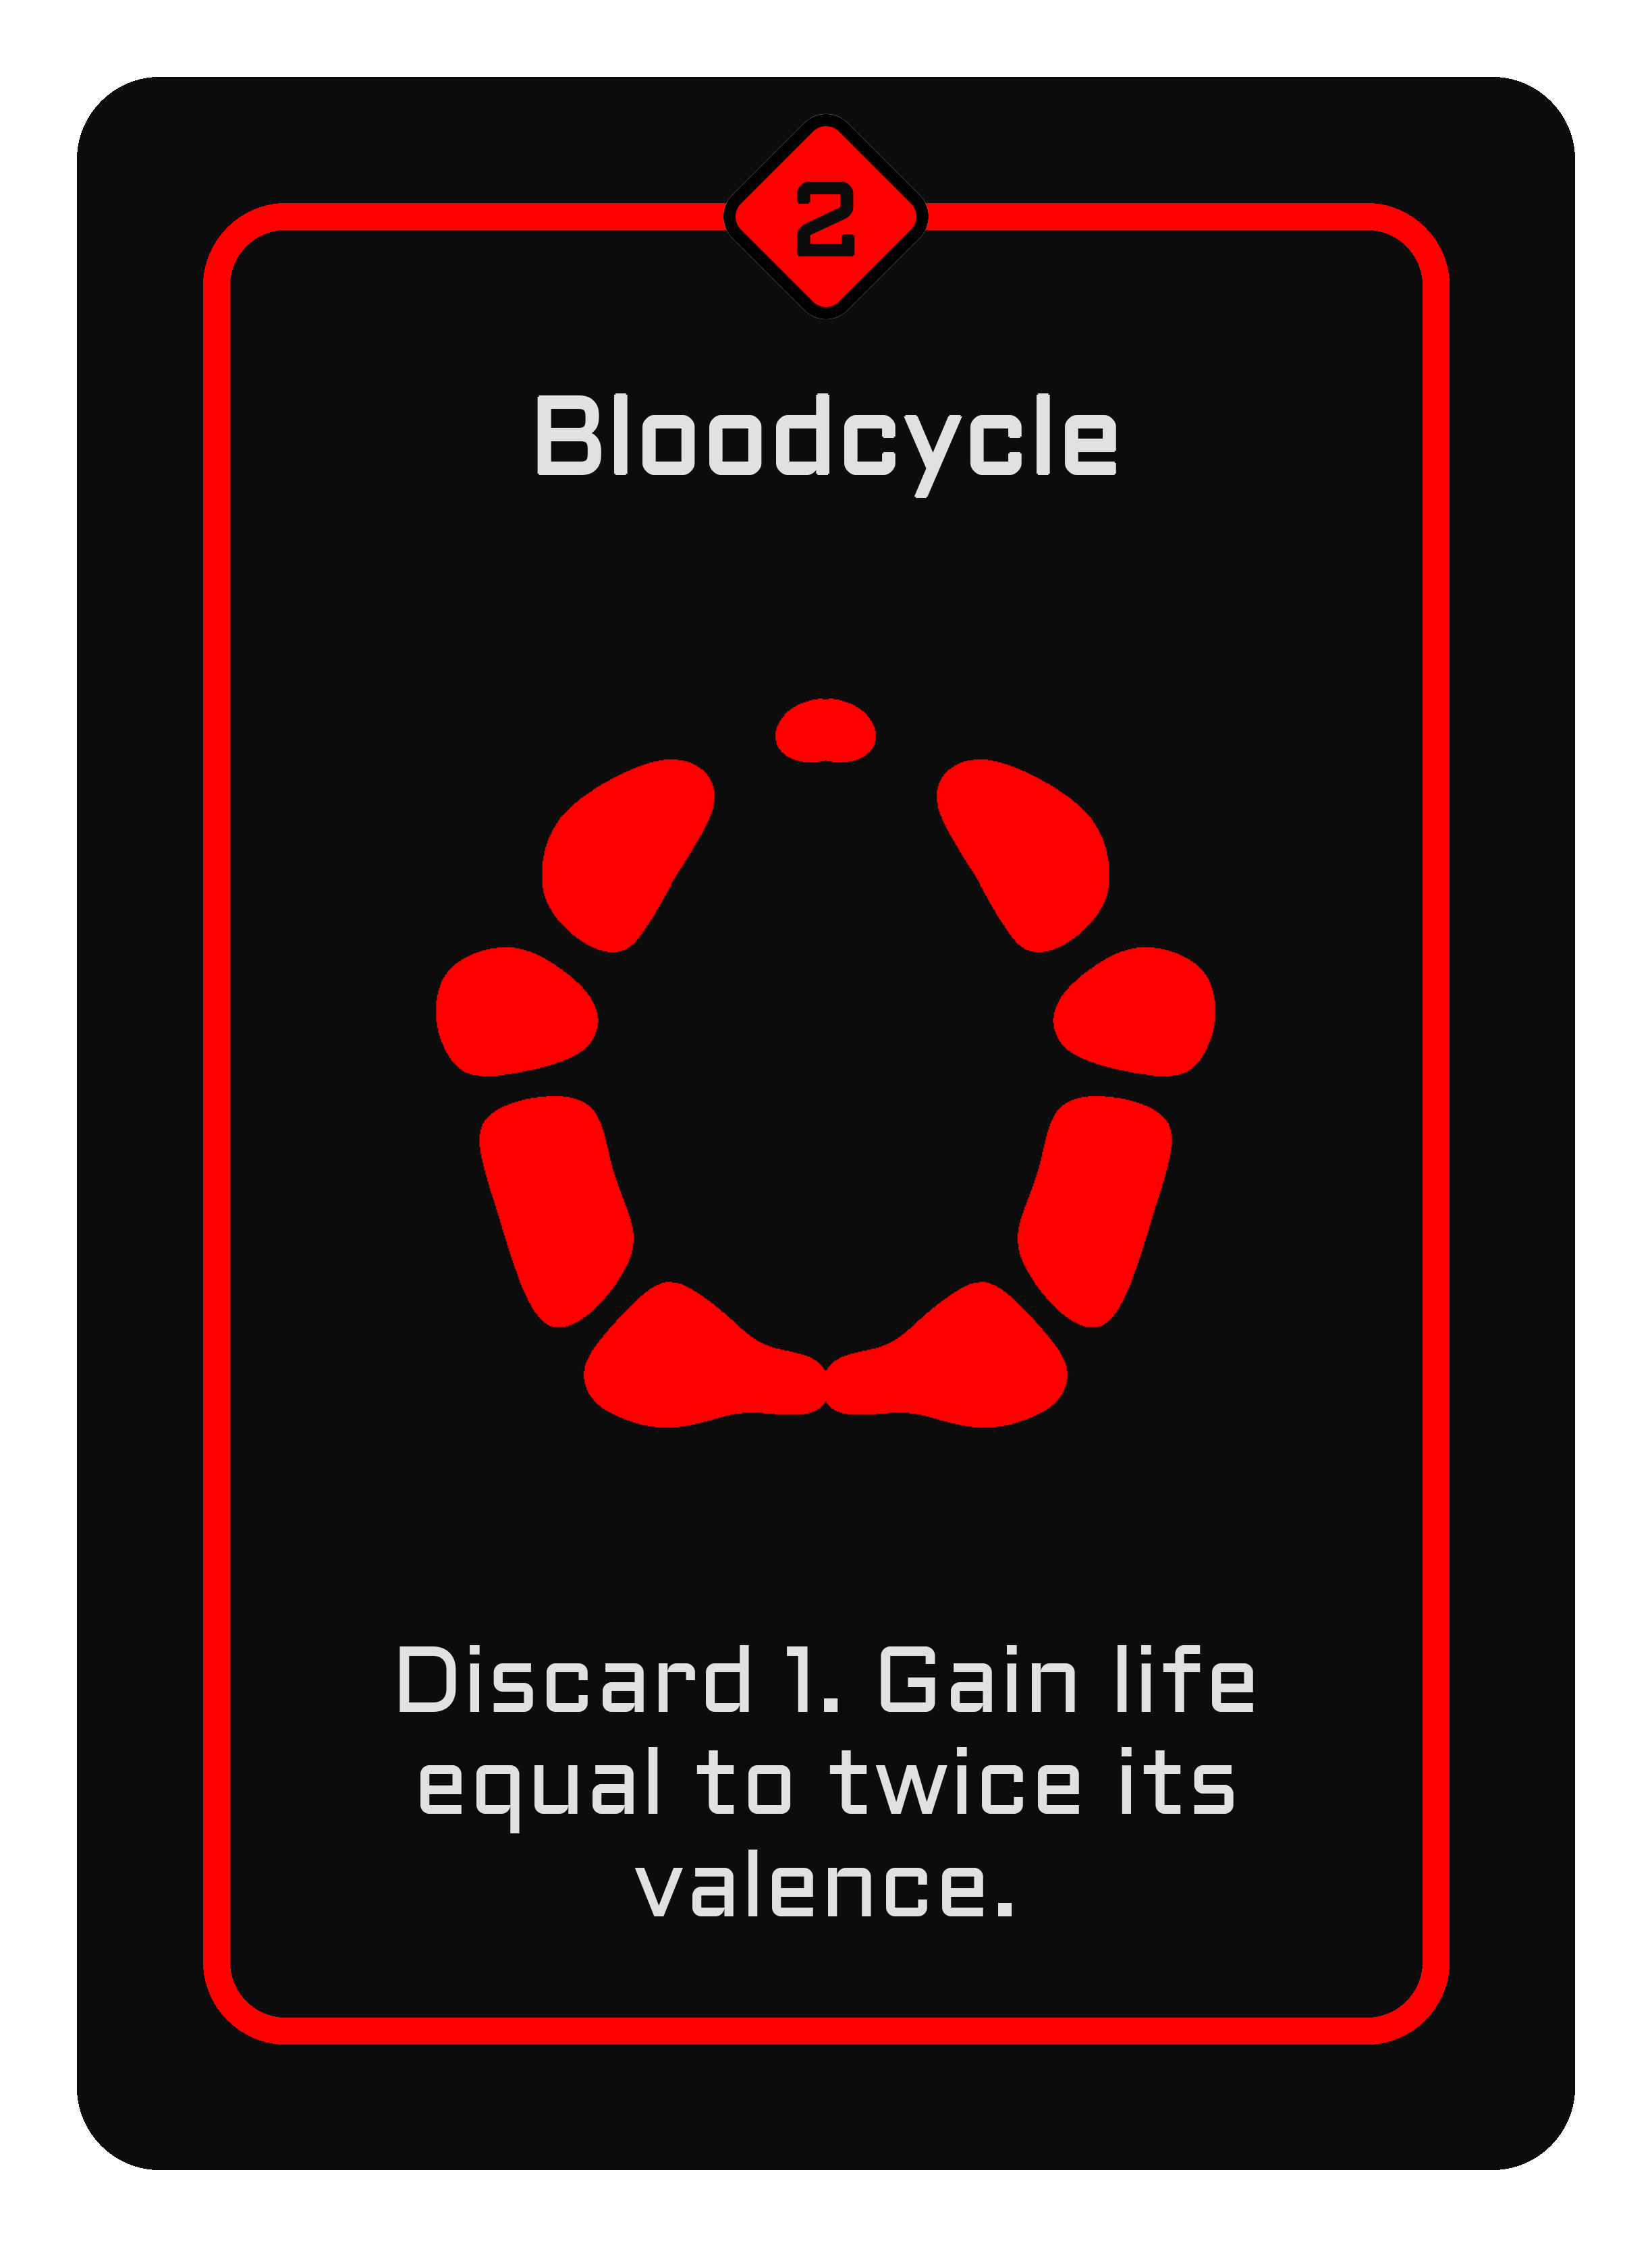 2
Bloodcycle
Discard 1. Gain life
equal to twice its
valence.